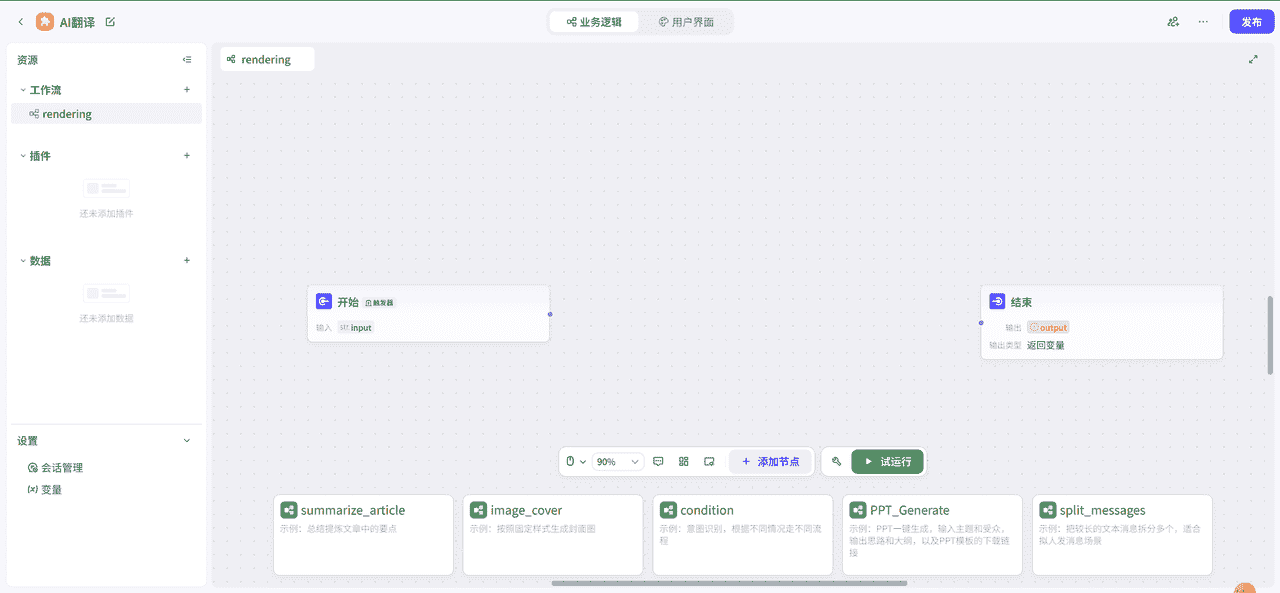 AI翻译
业务逻辑
用户界面
发布
资源
工作流
rendering
插件
还未添加插件
数据
还未添加数据
设置
会话管理
(x) 变量
rendering
开始 触发器
输入 str. input
结束
输出 output
输出类型 返回变量
90%
添加节点
试运行
summarize_article
示例：总结提炼文章中的要点
image_cover
示例：按照固定样式生成封面图
condition
示例：意图识别，根据不同情况走不同流
程
PPT_Generate
示例：PPT一键生成，输入主题和受众，
输出思路和大纲，以及PPT模板的下载链
接
split_messages
示例：把较长的文本消息拆分多个，适合
拟人发消息场景